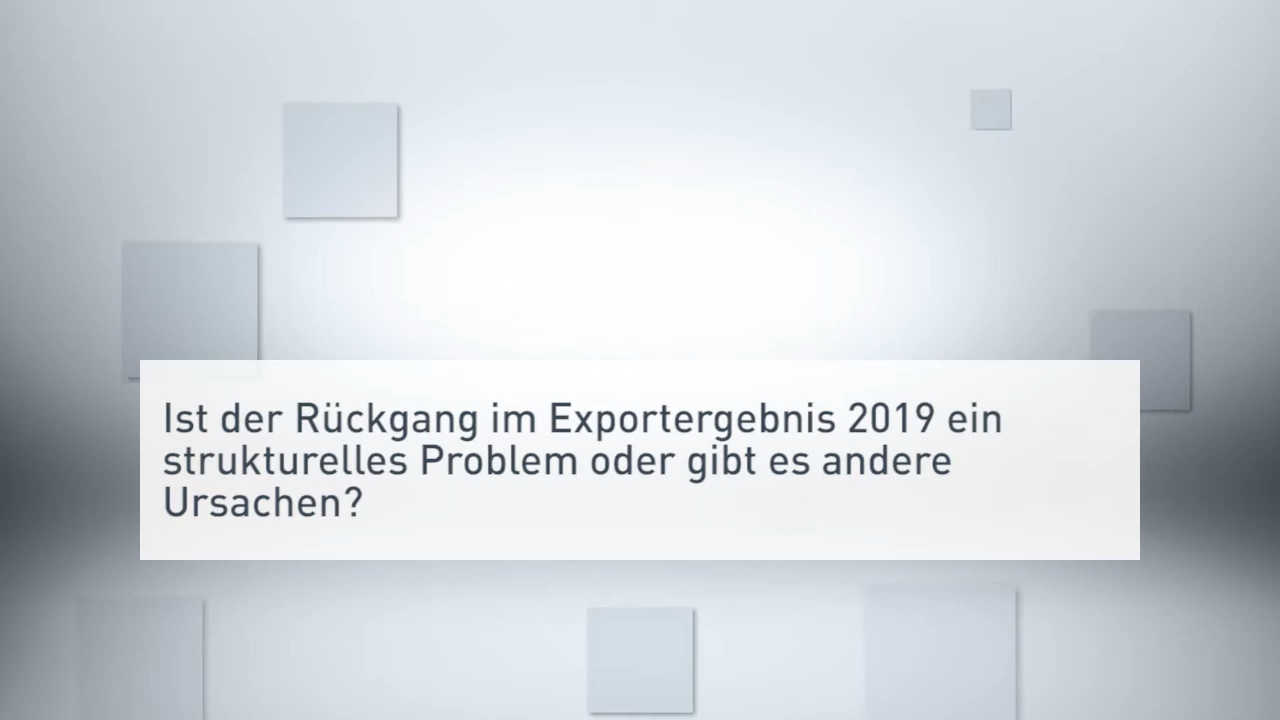 Ist der Rückgang im Exportergebnis 2019 ein
strukturelles Problem oder gibt es andere
Ursachen?